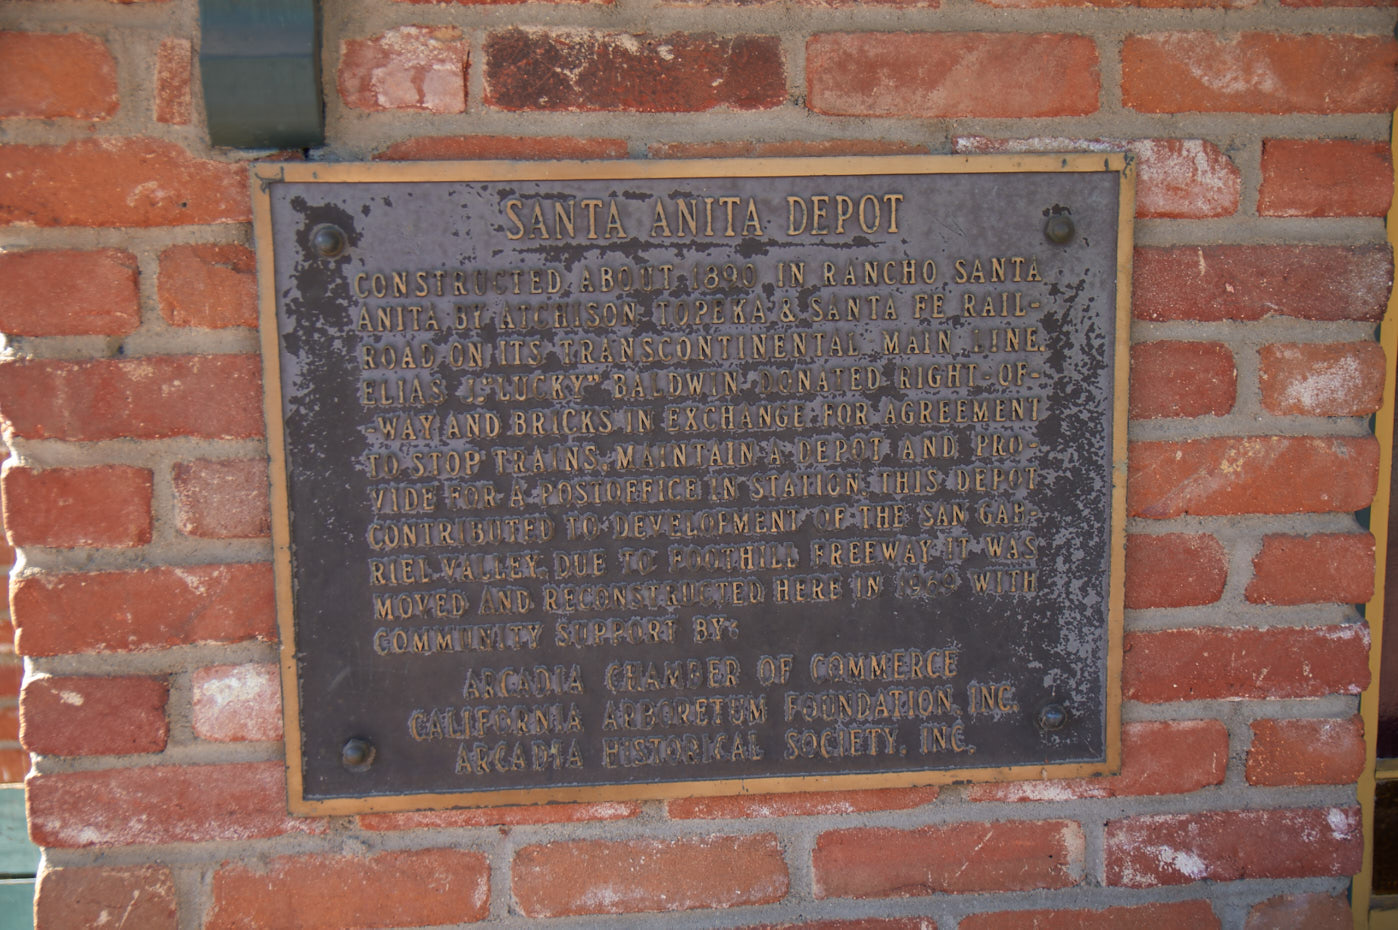 SANTA ANITA DEPOT
CONSTRUCTED ABOUT 1890 IN RANCHO SANTA
ANITA BY ATCHISON TOPEKA & SANTA FE RAIL-
ROAD ON ITS TRANSCONTINENTAL MAIN LINE.
ELIAS J. "LUCKY" BALDWIN DONATED RIGHT-OF-
-WAY AND BRICKS IN EXCHANGE FOR AGREEMENT
TO STOP TRAINS, MAINTAIN A DEPOT AND PRO-
VIDE FOR A POSTOFFICE IN STATION. THIS DEPOT
CONTRIBUTED TO DEVELOPMENT OF THE SAN GAB-
RIEL VALLEY. DUE TO FOOTHILL FREEWAY IT WAS
MOVED AND RECONSTRUCTED HERE IN 1969 WITH
COMMUNITY SUPPORT BY:
ARCADIA CHAMBER OF COMMERCE
CALIFORNIA ARBORETUM FOUNDATION, INC.
ARCADIA HISTORICAL SOCIETY, INC.